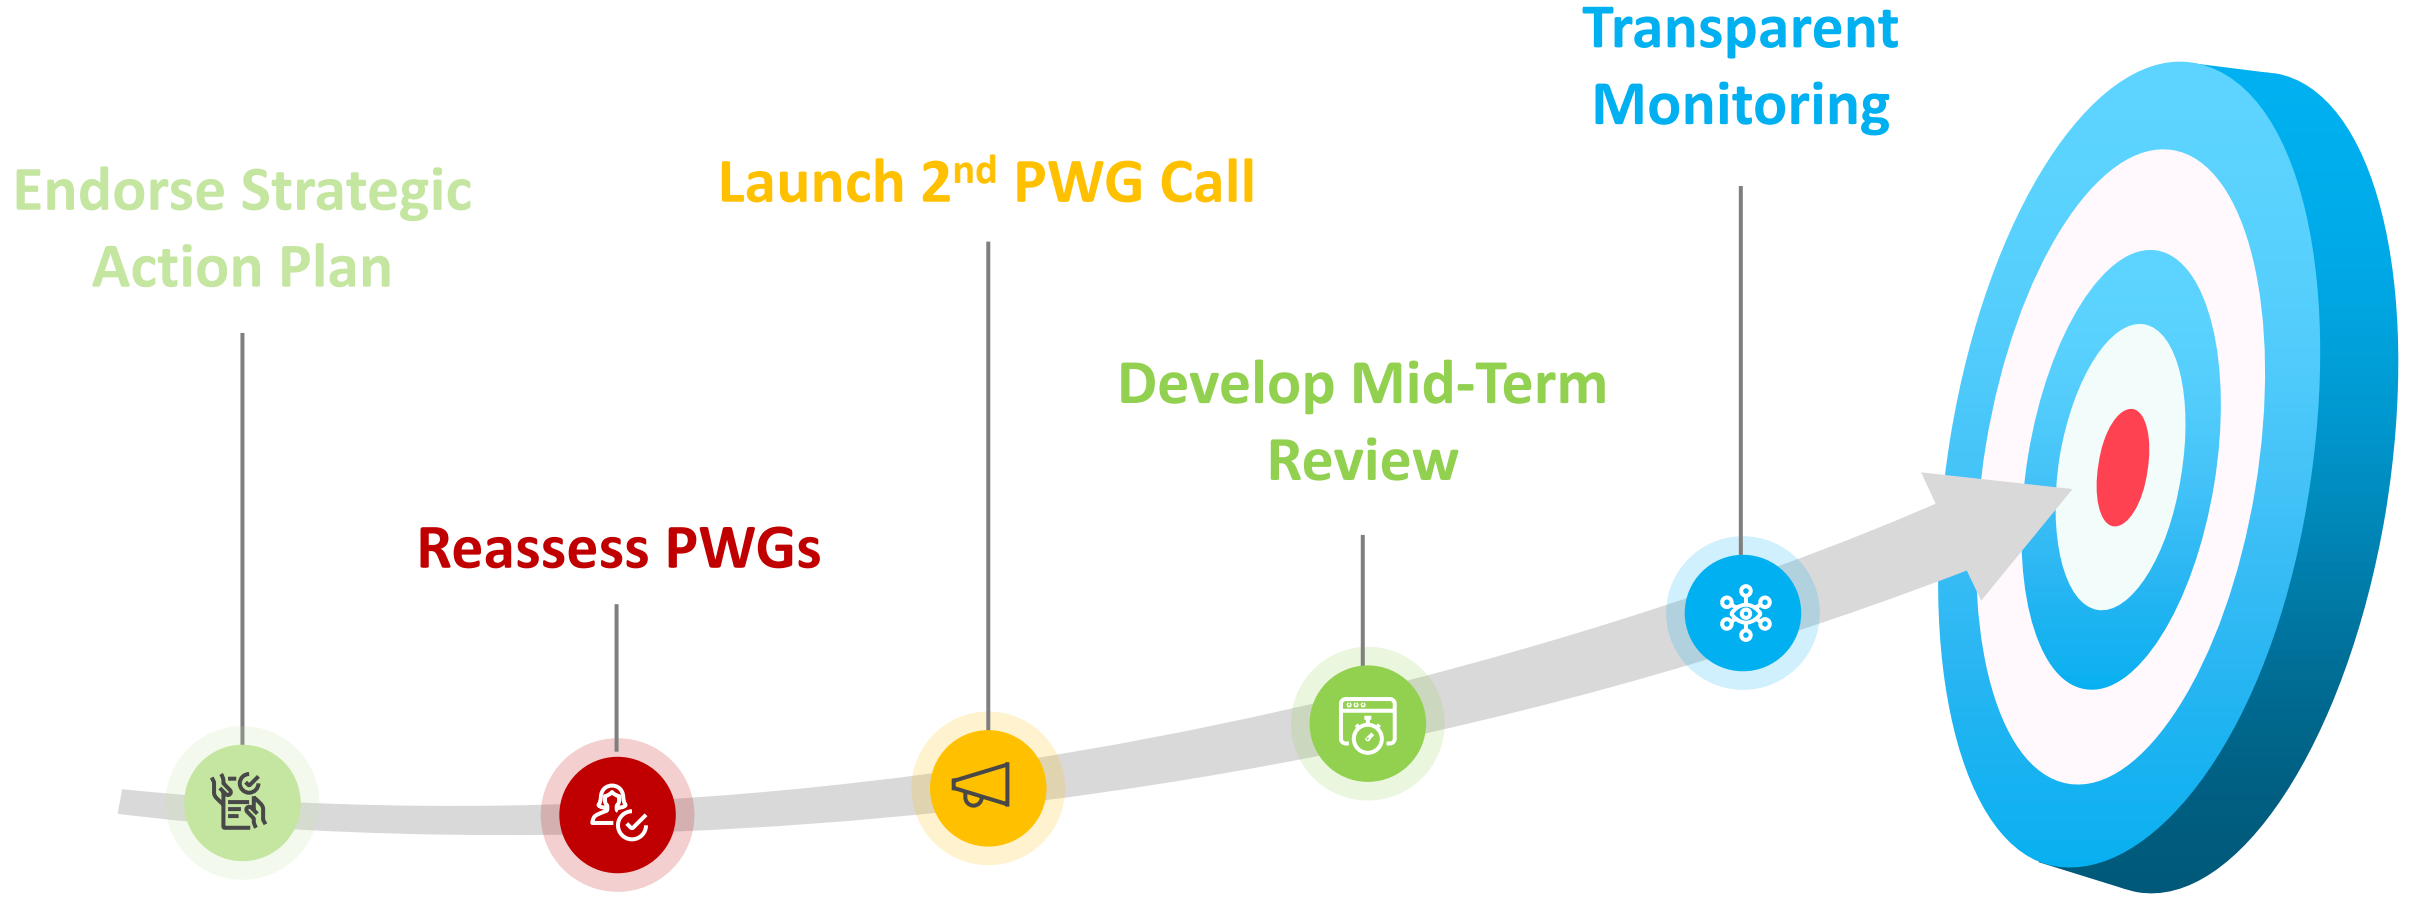 Endorse Strategic
Action Plan
Reassess PWGs
Launch 2nd PWG Call
Develop Mid-Term
Review
Transparent
Monitoring